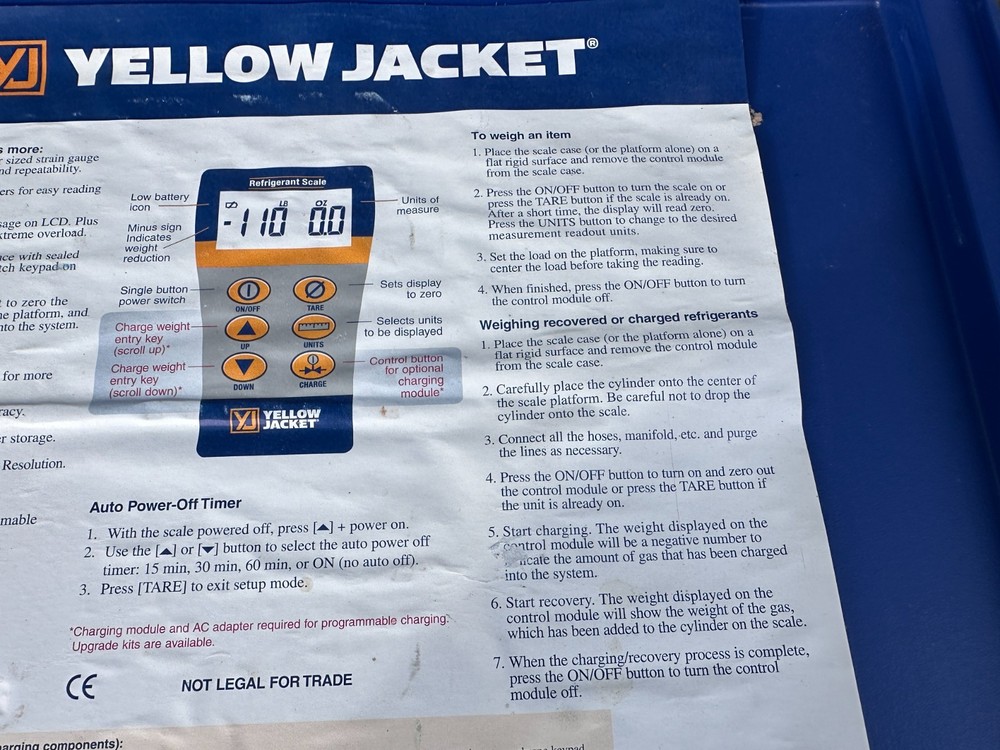 YJ YELLOW JACKET®
s more:
sized strain gauge
nd repeatability.
ers for easy reading
sage on LCD. Plus
xtreme overload.
ace with sealed
tch keypad on
t to zero the
e platform, and
nto the system.
for more
racy.
r storage.
Resolution.
mable
Low battery
icon
Minus sign
Indicates
weight
reduction
Single button
power switch
Charge weight
entry key
(scroll up)*
Charge weight
entry key
(scroll down)*
Refrigerant Scale
LB OZ
-110 0.0
ON/OFF TARE
UP UNITS
DOWN CHARGE
YJ YELLOW
JACKET
Units of
measure
Sets display
to zero
Selects units
to be displayed
Control button
for optional
charging
module*
Auto Power-Off Timer
1. With the scale powered off, press [▲] + power on.
2. Use the [▲] or [▼] button to select the auto power off
timer: 15 min, 30 min, 60 min, or ON (no auto off).
3. Press [TARE] to exit setup mode.
*Charging module and AC adapter required for programmable charging.
Upgrade kits are available.
CE NOT LEGAL FOR TRADE
To weigh an item
1. Place the scale case (or the platform alone) on a
flat rigid surface and remove the control module
from the scale case.
2. Press the ON/OFF button to turn the scale on or
press the TARE button if the scale is already on.
After a short time, the display will read zero.
Press the UNITS button to change to the desired
measurement readout units.
3. Set the load on the platform, making sure to
center the load before taking the reading.
4. When finished, press the ON/OFF button to turn
the control module off.
Weighing recovered or charged refrigerants
1. Place the scale case (or the platform alone) on a
flat rigid surface and remove the control module
from the scale case.
2. Carefully place the cylinder onto the center of
the scale platform. Be careful not to drop the
cylinder onto the scale.
3. Connect all the hoses, manifold, etc. and purge
the lines as necessary.
4. Press the ON/OFF button to turn on and zero out
the control module or press the TARE button if
the unit is already on.
5. Start charging. The weight displayed on the
control module will be a negative number to
icate the amount of gas that has been charged
into the system.
6. Start recovery. The weight displayed on the
control module will show the weight of the gas,
which has been added to the cylinder on the scale.
7. When the charging/recovery process is complete,
press the ON/OFF button to turn the control
module off.
arging components):
keypad